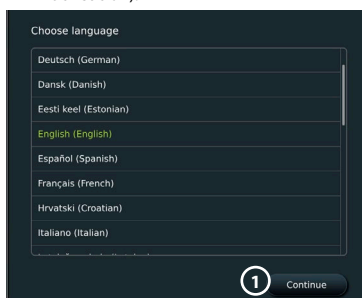 Choose language
Deutsch (German)
Dansk (Danish)
Eesti keel (Estonian)
English (English)
Español (Spanish)
Français (French)
Hrvatski (Croatian)
Italiano (Italian)
1 Continue